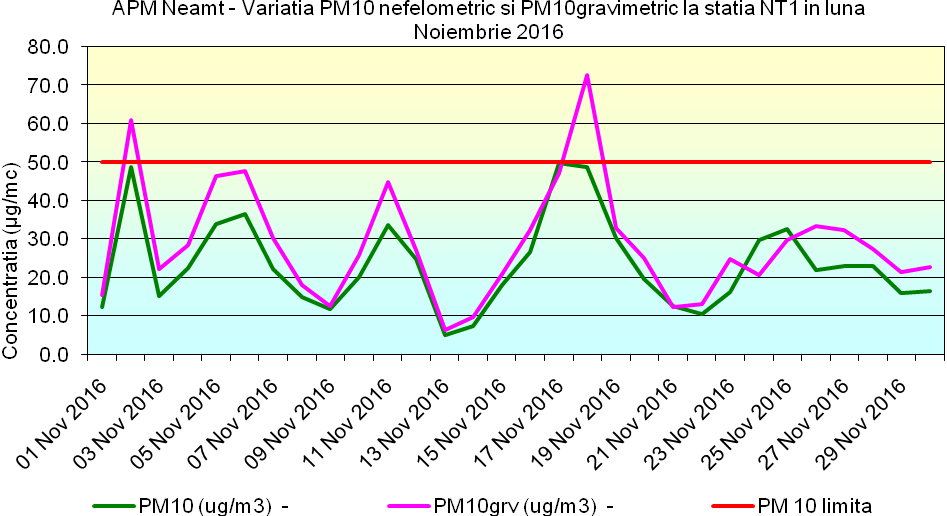 APM Neamt - Variatia PM10 nefelometric si PM10gravimetric la statia NT1 in luna
Noiembrie 2016
Concentratia (µg/mc)
80.0
70.0
60.0
50.0
40.0
30.0
20.0
10.0
0.0
01 Nov 2016
03 Nov 2016
05 Nov 2016
07 Nov 2016
09 Nov 2016
11 Nov 2016
13 Nov 2016
15 Nov 2016
17 Nov 2016
19 Nov 2016
21 Nov 2016
23 Nov 2016
25 Nov 2016
27 Nov 2016
29 Nov 2016
PM10 (ug/m3) -
PM10grv (ug/m3) -
PM 10 limita